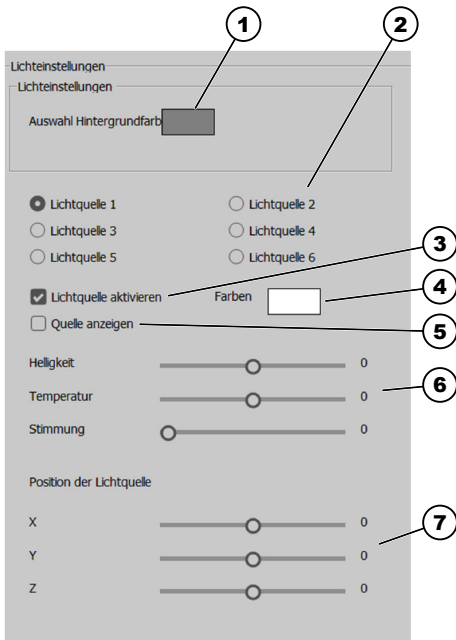 1
2
Lichteinstellungen
Lichteinstellungen
Auswahl Hintergrundfarb
Lichtquelle 1 Lichtquelle 2
Lichtquelle 3 Lichtquelle 4
3
Lichtquelle 5 Lichtquelle 6
4
Lichtquelle aktivieren Farben
Quelle anzeigen
5
Helligkeit 0
6
Temperatur 0
Stimmung 0
Position der Lichtquelle
X 0
7
Y 0
Z 0